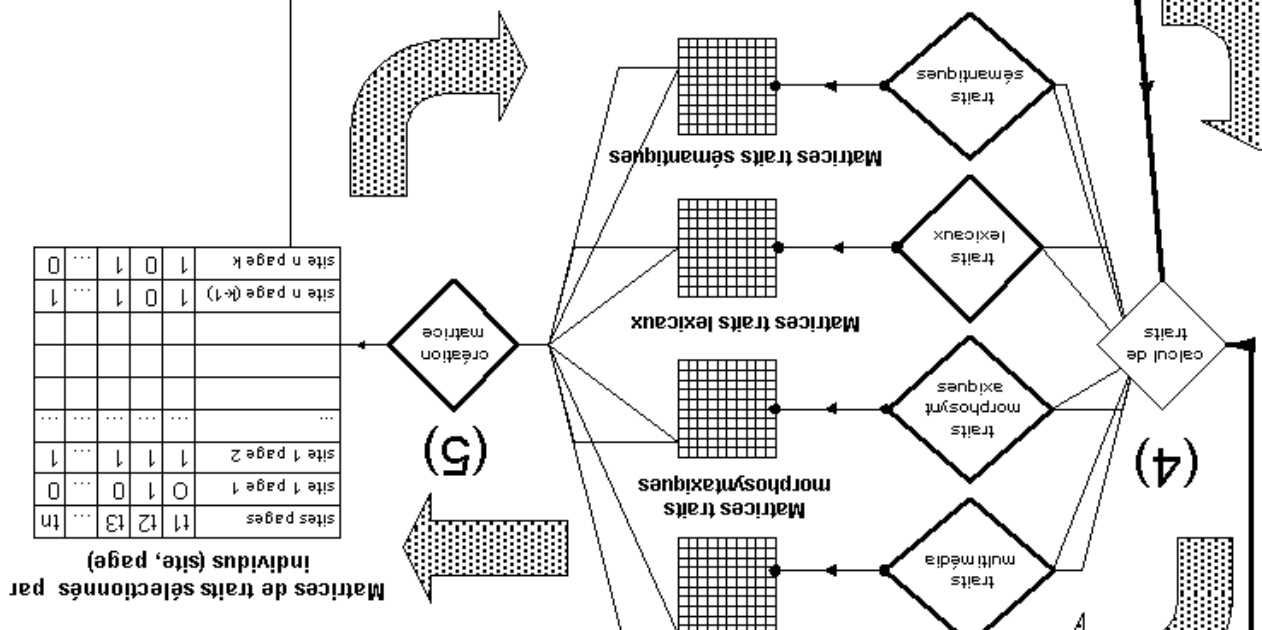 traits
multimédia
Matrices traits
morphosyntaxiques
(4)
traits
morphosynt
axiques
calcul de
traits
Matrices traits lexicaux
traits
lexicaux
Matrices traits sémantiques
traits
sémantiques
(5)
création
matrice
Matrices de traits sélectionnés par
individus (site, page)
sites pages t1 t2 t3 ... tn
site 1 page 1 0 1 0 ... 0
site 1 page 2 1 1 1 ... 1
... ... ... ... ... ...
site n page (k-1) 1 0 1 ... 1
site n page k 1 0 1 ... 0